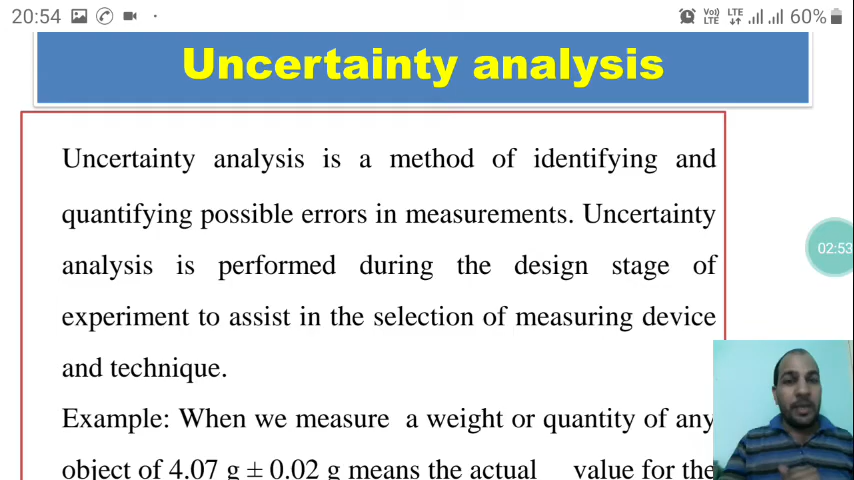 20:54
Vo) LTE LTE 60%
Uncertainty analysis
Uncertainty analysis is a method of identifying and
quantifying possible errors in measurements. Uncertainty
analysis is performed during the design stage of
experiment to assist in the selection of measuring device
and technique.
Example: When we measure a weight or quantity of any
object of 4.07 g ± 0.02 g means the actual value for the
02:53